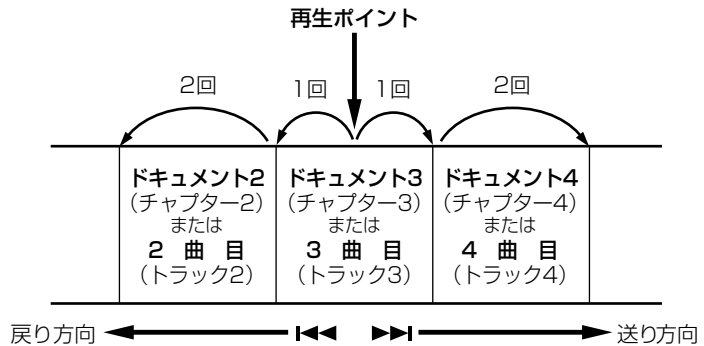 再生ポイント
2回 1回 1回 2回
ドキュメント2 ドキュメント3 ドキュメント4
（チャプター2） （チャプター3） （チャプター4）
または または または
2 曲 目 3 曲 目 4 曲 目
（トラック2） （トラック3） （トラック4）
戻り方向 送り方向